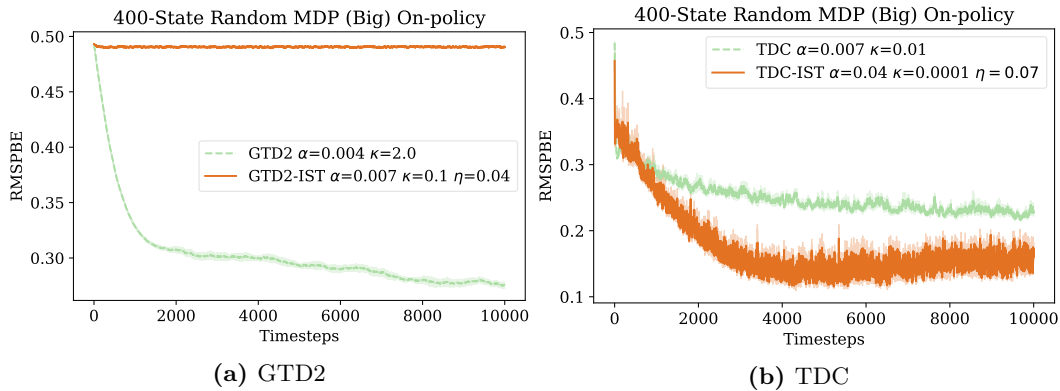 400-State Random MDP (Big) On-policy
0.50
0.45
0.40
0.35
0.30
RMSPBE
GTD2 α=0.004 κ=2.0
GTD2-IST α=0.007 κ=0.1 η=0.04
0 2000 4000 6000 8000 10000
Timesteps
(a) GTD2
400-State Random MDP (Big) On-policy
0.5
0.4
0.3
0.2
0.1
RMSPBE
TDC α=0.007 κ=0.01
TDC-IST α=0.04 κ=0.0001 η = 0.07
0 2000 4000 6000 8000 10000
Timesteps
(b) TDC